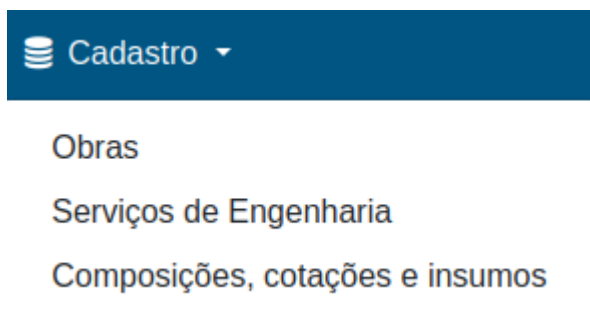 Cadastro
Obras
Serviços de Engenharia
Composições, cotações e insumos